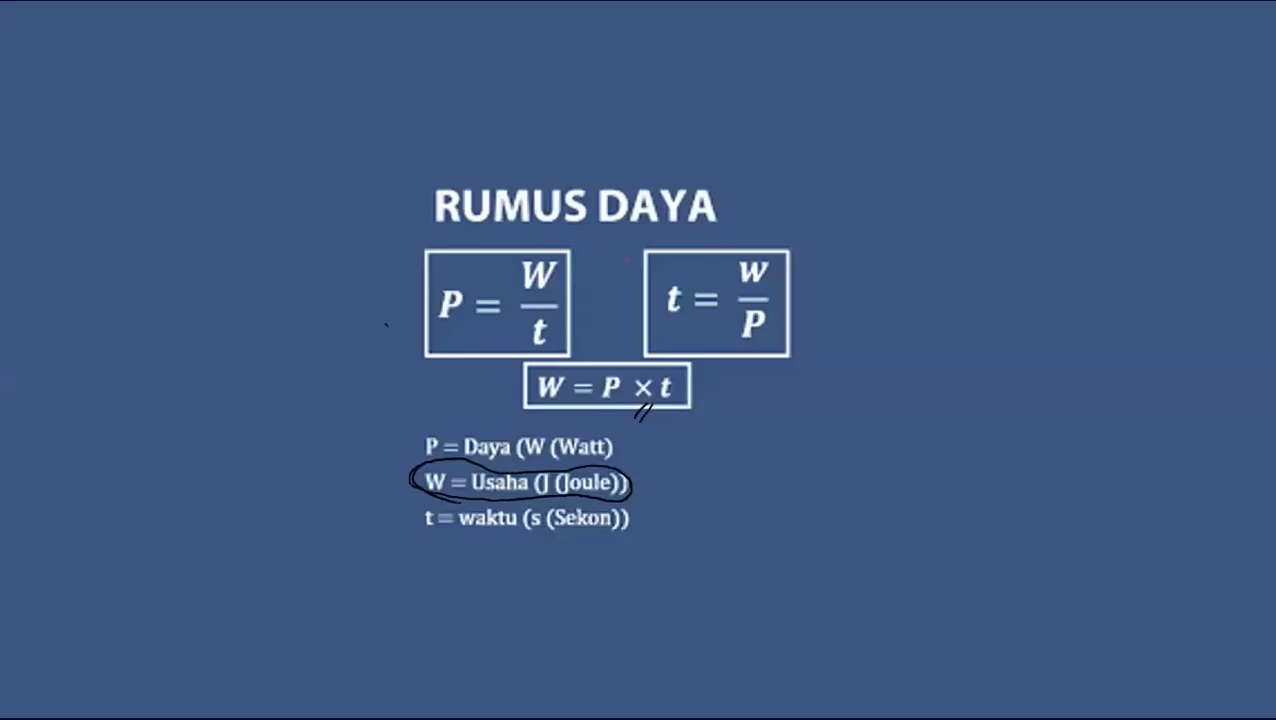 RUMUS DAYA
P = W/t
t = w/P
W = P × t
P = Daya (W (Watt)
W = Usaha (J (Joule))
t = waktu (s (Sekon))